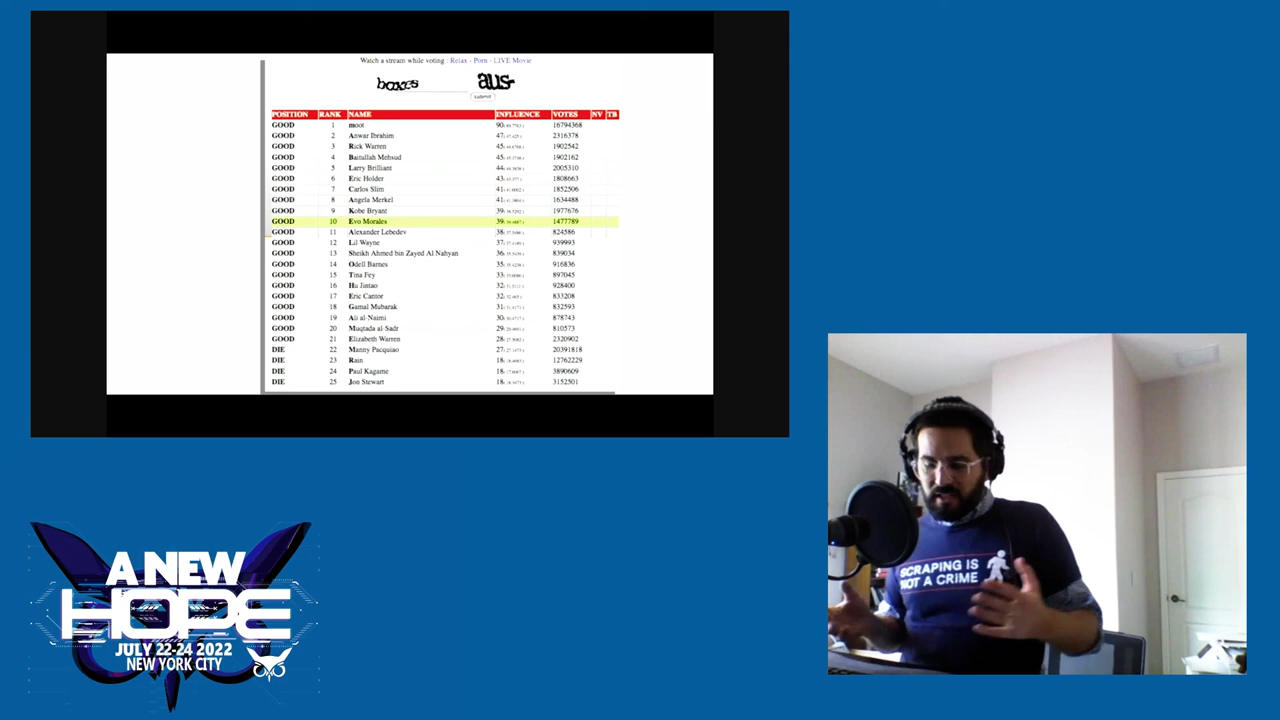 Watch a stream while voting : Relax - Porn - LIVE Movie
boxes aus-
submit
POSITION RANK NAME INFLUENCE VOTES NV TB
GOOD 1 moot 90 16794368
GOOD 2 Anwar Ibrahim 47 2316378
GOOD 3 Rick Warren 45 1902542
GOOD 4 Baitullah Mehsud 45 1902162
GOOD 5 Larry Brilliant 44 2005310
GOOD 6 Eric Holder 43 1808663
GOOD 7 Carlos Slim 41 1852506
GOOD 8 Angela Merkel 41 1634488
GOOD 9 Kobe Bryant 39 1977676
GOOD 10 Evo Morales 39 1477789
GOOD 11 Alexander Lebedev 38 824586
GOOD 12 Lil Wayne 37 939993
GOOD 13 Sheikh Ahmed bin Zayed Al Nahyan 36 839034
GOOD 14 Odell Barnes 35 916836
GOOD 15 Tina Fey 33 897045
GOOD 16 Hu Jintao 32 928400
GOOD 17 Eric Cantor 32 833208
GOOD 18 Gamal Mubarak 31 832593
GOOD 19 Ali al-Naimi 30 878743
GOOD 20 Muqtada al-Sadr 29 810573
GOOD 21 Elizabeth Warren 28 2320902
DIE 22 Manny Pacquiao 27 20391818
DIE 23 Rain 18 12762229
DIE 24 Paul Kagame 18 3890609
DIE 25 Jon Stewart 18 3152501
SCRAPING IS
NOT A CRIME
A NEW
HOPE
JULY 22-24 2022
NEW YORK CITY